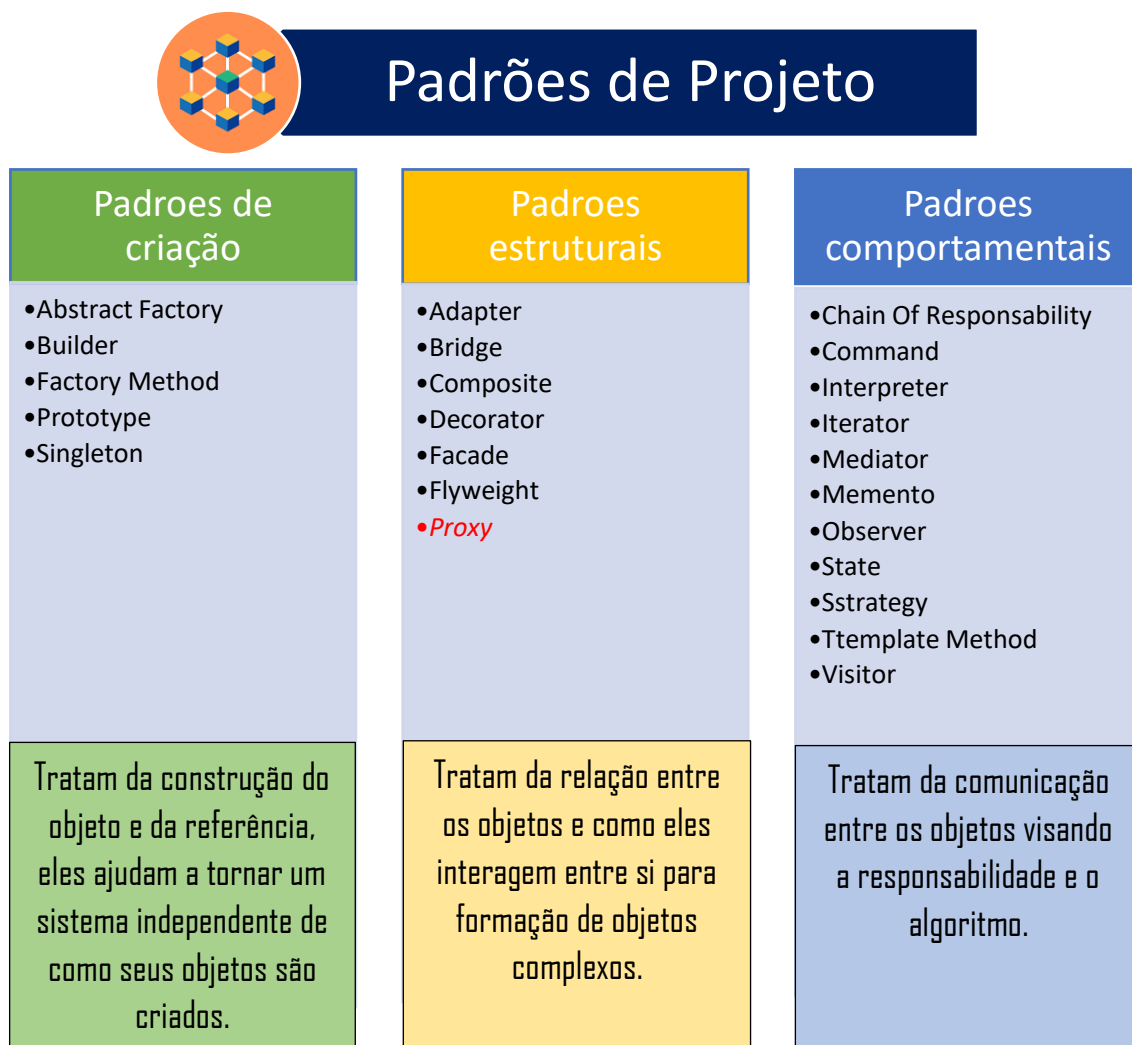 Padrões de Projeto
Padroes de
criação
•Abstract Factory
•Builder
•Factory Method
•Prototype
•Singleton
Tratam da construção do
objeto e da referência,
eles ajudam a tornar um
sistema independente de
como seus objetos são
criados.
Padroes
estruturais
•Adapter
•Bridge
•Composite
•Decorator
•Facade
•Flyweight
•Proxy
Tratam da relação entre
os objetos e como eles
interagem entre si para
formação de objetos
complexos.
Padroes
comportamentais
•Chain Of Responsability
•Command
•Interpreter
•Iterator
•Mediator
•Memento
•Observer
•State
•Sstrategy
•Ttemplate Method
•Visitor
Tratam da comunicação
entre os objetos visando
a responsabilidade e o
algoritmo.